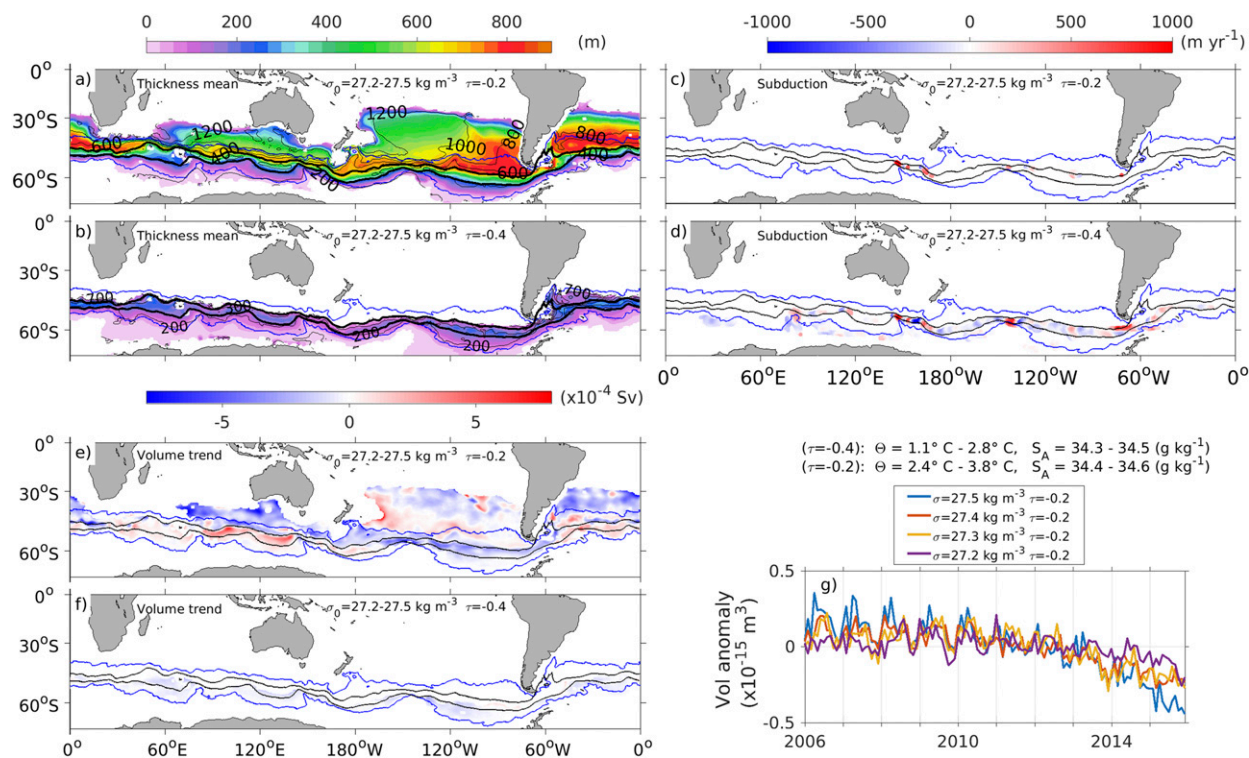 0 200 400 600 800 (m)
-1000 -500 0 500 1000 (m yr⁻¹)
a) Thickness mean σ₀=27.2-27.5 kg m⁻³ τ=-0.2
0° 30°S 60°S
1200 1200 800 800 600 480 1000 600 400 200
c) Subduction σ₀=27.2-27.5 kg m⁻³ τ=-0.2
b) Thickness mean σ₀=27.2-27.5 kg m⁻³ τ=-0.4
0° 30°S 60°S
700 500 700 200 200 200
d) Subduction σ₀=27.2-27.5 kg m⁻³ τ=-0.4
0° 60°E 120°E 180°W 120°W 60°W 0°
-5 0 5 (x10⁻⁴ Sv)
e) Volume trend σ₀=27.2-27.5 kg m⁻³ τ=-0.2
0° 30°S 60°S
f) Volume trend σ₀=27.2-27.5 kg m⁻³ τ=-0.4
0° 30°S 60°S
0° 60°E 120°E 180°W 120°W 60°W 0°
(τ=-0.4): Θ = 1.1° C - 2.8° C, S_A = 34.3 - 34.5 (g kg⁻¹)
(τ=-0.2): Θ = 2.4° C - 3.8° C, S_A = 34.4 - 34.6 (g kg⁻¹)
σ=27.5 kg m⁻³ τ=-0.2
σ=27.4 kg m⁻³ τ=-0.2
σ=27.3 kg m⁻³ τ=-0.2
σ=27.2 kg m⁻³ τ=-0.2
g)
Vol anomaly
(x10⁻¹⁵ m³)
0.5
0
-0.5
2006 2010 2014